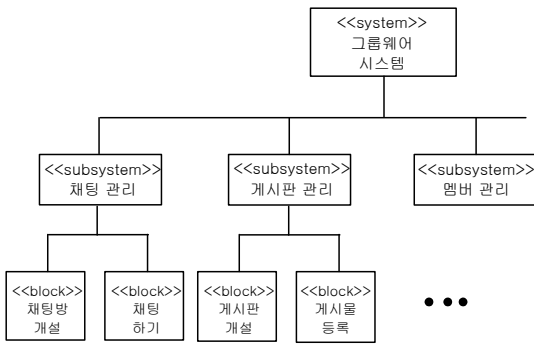 <<system>>
그룹웨어
시스템
<<subsystem>>
채팅 관리
<<subsystem>>
게시판 관리
<<subsystem>>
멤버 관리
<<block>>
채팅방
개설
<<block>>
채팅
하기
<<block>>
게시판
개설
<<block>>
게시물
등록
•••